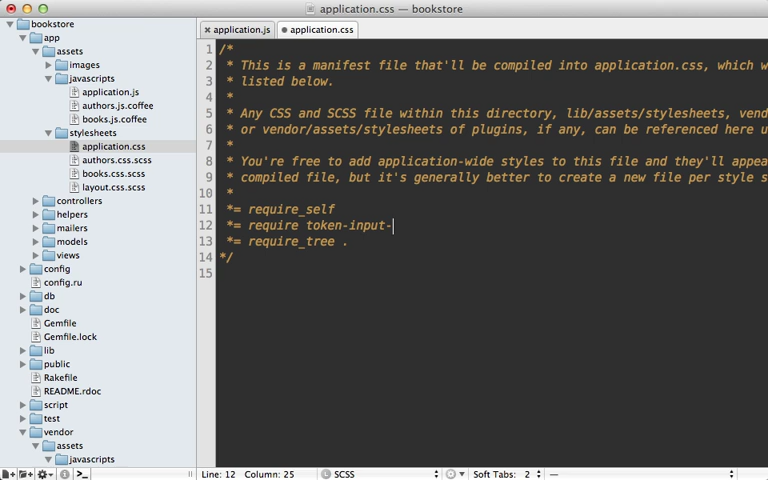 application.css — bookstore
bookstore
app
assets
images
javascripts
application.js
authors.js.coffee
books.js.coffee
stylesheets
application.css
authors.css.scss
books.css.scss
layout.css.scss
controllers
helpers
mailers
models
views
config
config.ru
db
doc
Gemfile
Gemfile.lock
lib
public
Rakefile
README.rdoc
script
test
vendor
assets
javascripts
application.js
application.css
1 /*
2 * This is a manifest file that'll be compiled into application.css, which w
3 * listed below.
4 *
5 * Any CSS and SCSS file within this directory, lib/assets/stylesheets, vend
6 * or vendor/assets/stylesheets of plugins, if any, can be referenced here u
7 *
8 * You're free to add application-wide styles to this file and they'll appea
9 * compiled file, but it's generally better to create a new file per style s
10 *
11 *= require_self
12 *= require token-input-
13 *= require_tree .
14 */
15
Line: 12 Column: 25 L SCSS Soft Tabs: 2 —